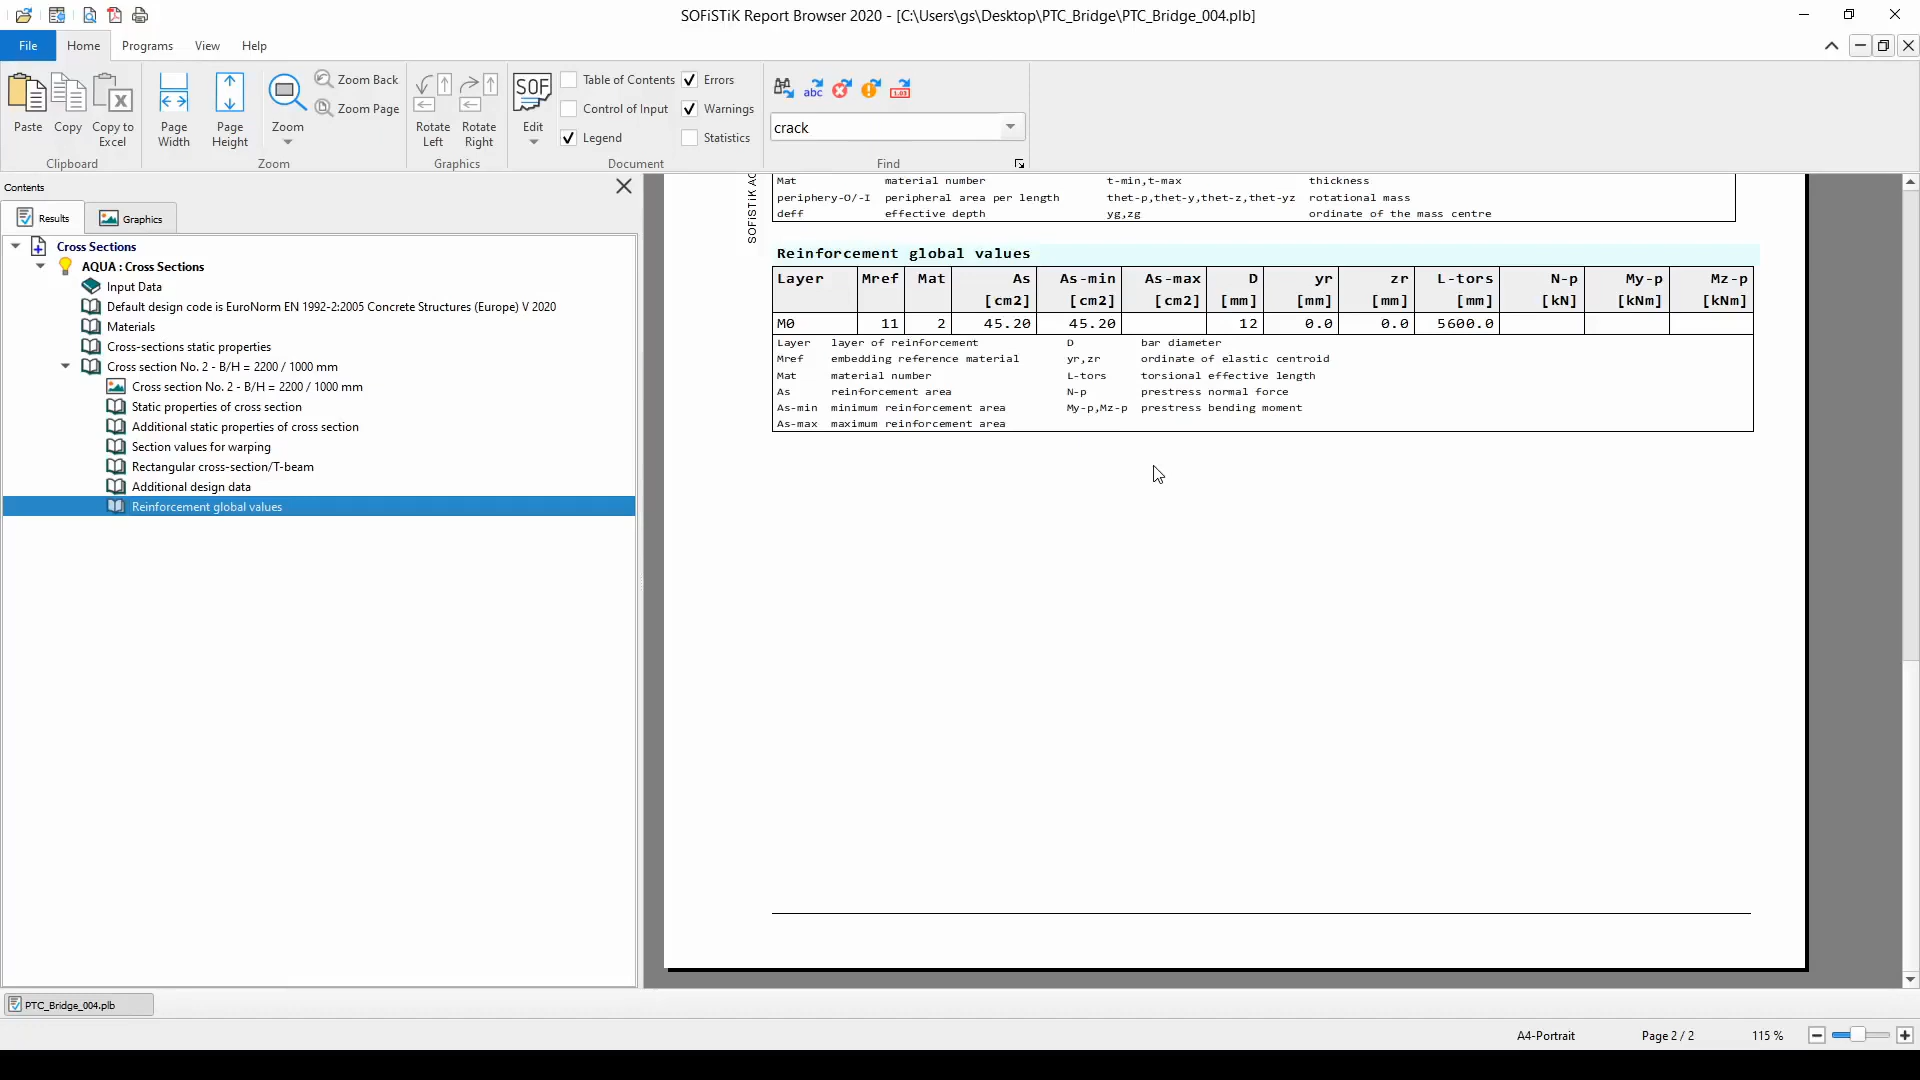 SOFiSTiK Report Browser 2020 - [C:\Users\gs\Desktop\PTC_Bridge\PTC_Bridge_004.plb]
File Home Programs View Help
Paste Copy Copy to Excel
Clipboard
Page Width Page Height Zoom Zoom Back Zoom Page
Zoom
Rotate Left Rotate Right
Graphics
SOF Edit
Table of Contents Errors
Control of Input Warnings
Legend Statistics
Document
abc 1.03
crack
Find
Contents
Results Graphics
Cross Sections
AQUA : Cross Sections
Input Data
Default design code is EuroNorm EN 1992-2:2005 Concrete Structures (Europe) V 2020
Materials
Cross-sections static properties
Cross section No. 2 - B/H = 2200 / 1000 mm
Cross section No. 2 - B/H = 2200 / 1000 mm
Static properties of cross section
Additional static properties of cross section
Section values for warping
Rectangular cross-section/T-beam
Additional design data
Reinforcement global values
SOFiSTiK AG
Mat material number t-min,t-max thickness
periphery-O/-I peripheral area per length thet-p,thet-y,thet-z,thet-yz rotational mass
deff effective depth yg,zg ordinate of the mass centre
Reinforcement global values
Layer Mref Mat As As-min As-max D yr zr L-tors N-p My-p Mz-p
[cm2] [cm2] [cm2] [mm] [mm] [mm] [mm] [kN] [kNm] [kNm]
M0 11 2 45.20 45.20 12 0.0 0.0 5600.0
Layer layer of reinforcement D bar diameter
Mref embedding reference material yr,zr ordinate of elastic centroid
Mat material number L-tors torsional effective length
As reinforcement area N-p prestress normal force
As-min minimum reinforcement area My-p,Mz-p prestress bending moment
As-max maximum reinforcement area
PTC_Bridge_004.plb
A4-Portrait Page 2 / 2 115 %